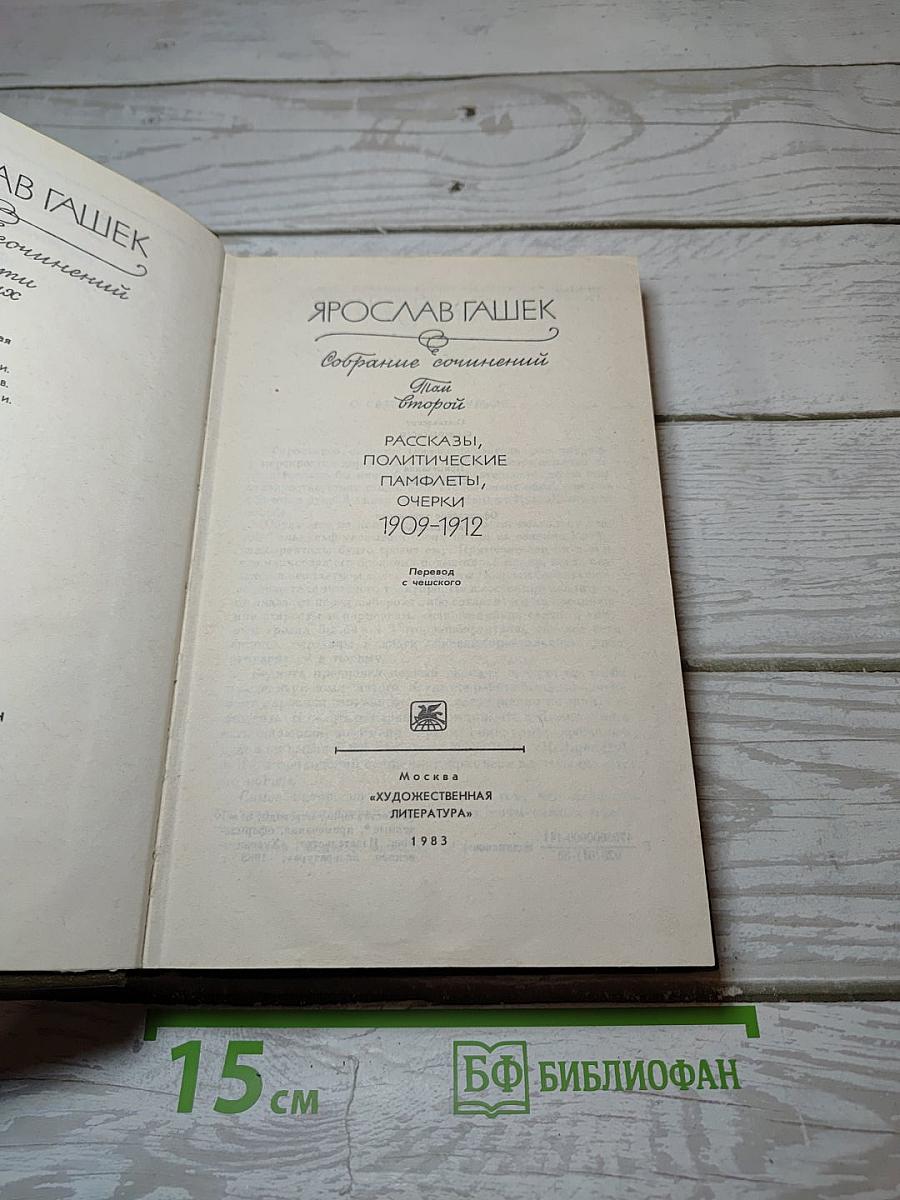 АВ ГАШЕК
сочинений
ЯРОСЛАВ ГАШЕК
Собрание сочинений
Том
второй
РАССКАЗЫ,
ПОЛИТИЧЕСКИЕ
ПАМФЛЕТЫ,
ОЧЕРКИ
1909–1912
Перевод
с чешского
Москва
«ХУДОЖЕСТВЕННАЯ
ЛИТЕРАТУРА»
1983
15 см
БФ БИБЛИОФАН